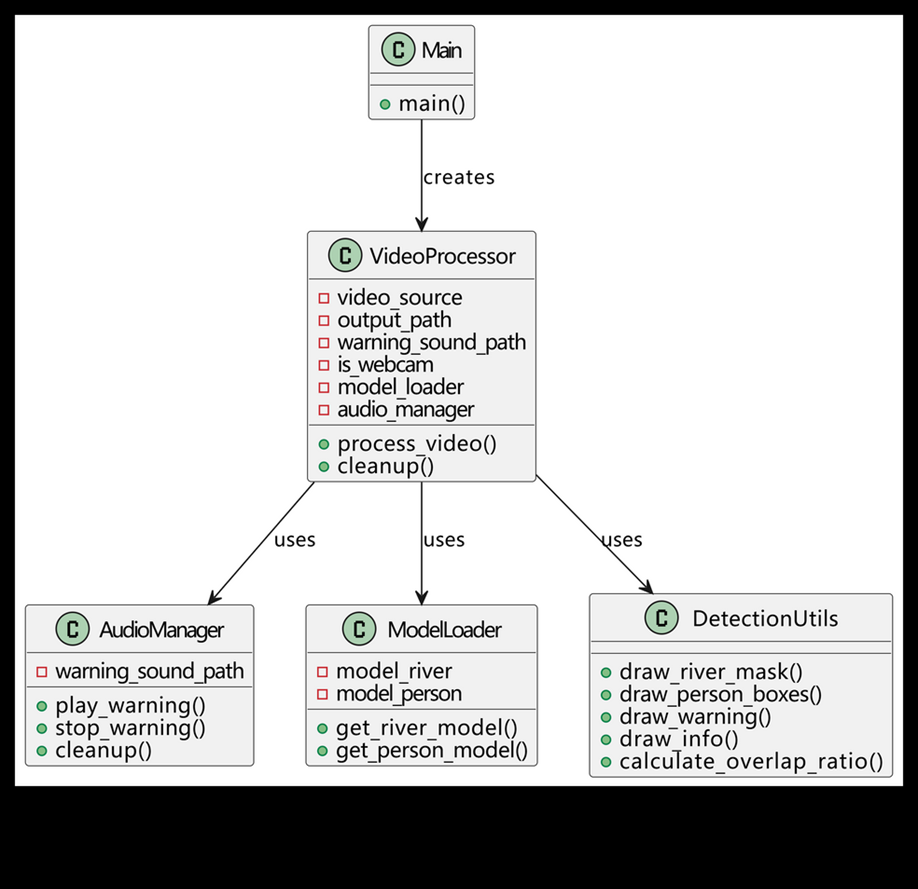 C Main
main()
creates
C VideoProcessor
video_source
output_path
warning_sound_path
is_webcam
model_loader
audio_manager
process_video()
cleanup()
uses
uses
uses
C AudioManager
warning_sound_path
play_warning()
stop_warning()
cleanup()
C ModelLoader
model_river
model_person
get_river_model()
get_person_model()
C DetectionUtils
draw_river_mask()
draw_person_boxes()
draw_warning()
draw_info()
calculate_overlap_ratio()